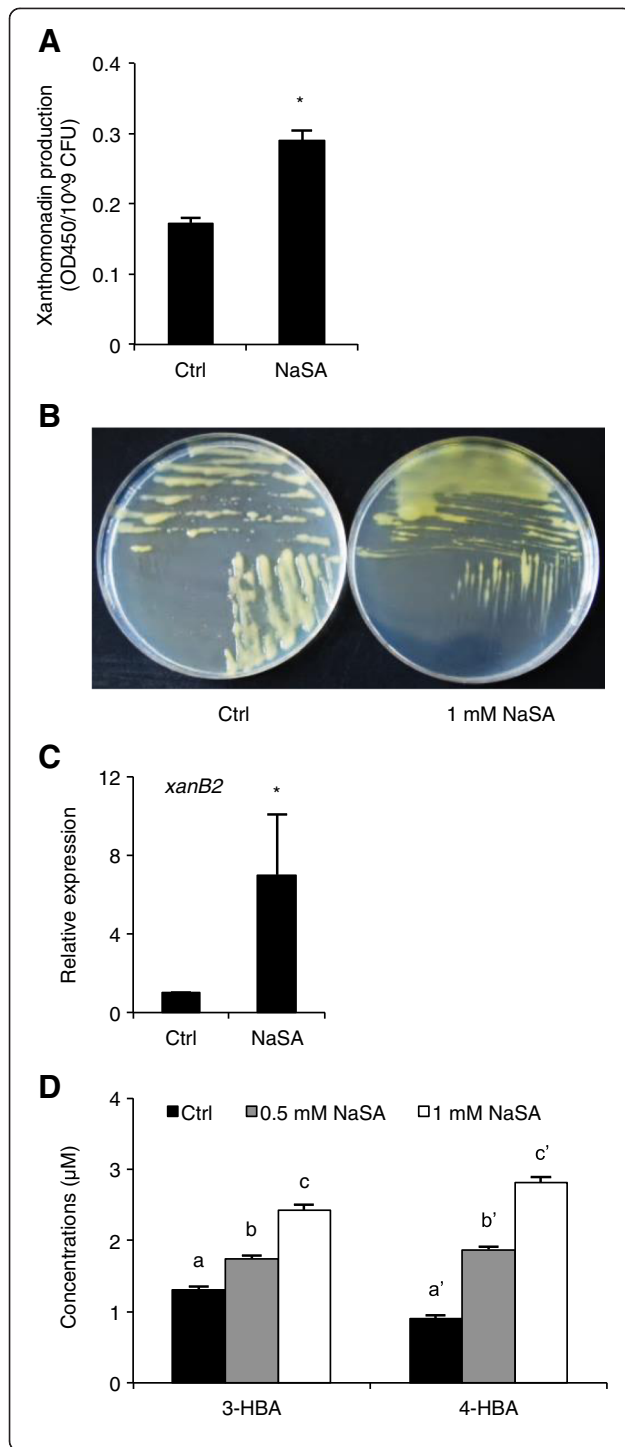 A
Xanthomonadin production
(OD450/10^9 CFU)
0.4
0.3
0.2
0.1
0
*
Ctrl
NaSA
B
Ctrl
1 mM NaSA
C
Relative expression
12
8
4
0
xanB2
*
Ctrl
NaSA
D
Concentrations (µM)
4
3
2
1
0
Ctrl
0.5 mM NaSA
1 mM NaSA
a
b
c
a’
b’
c’
3-HBA
4-HBA